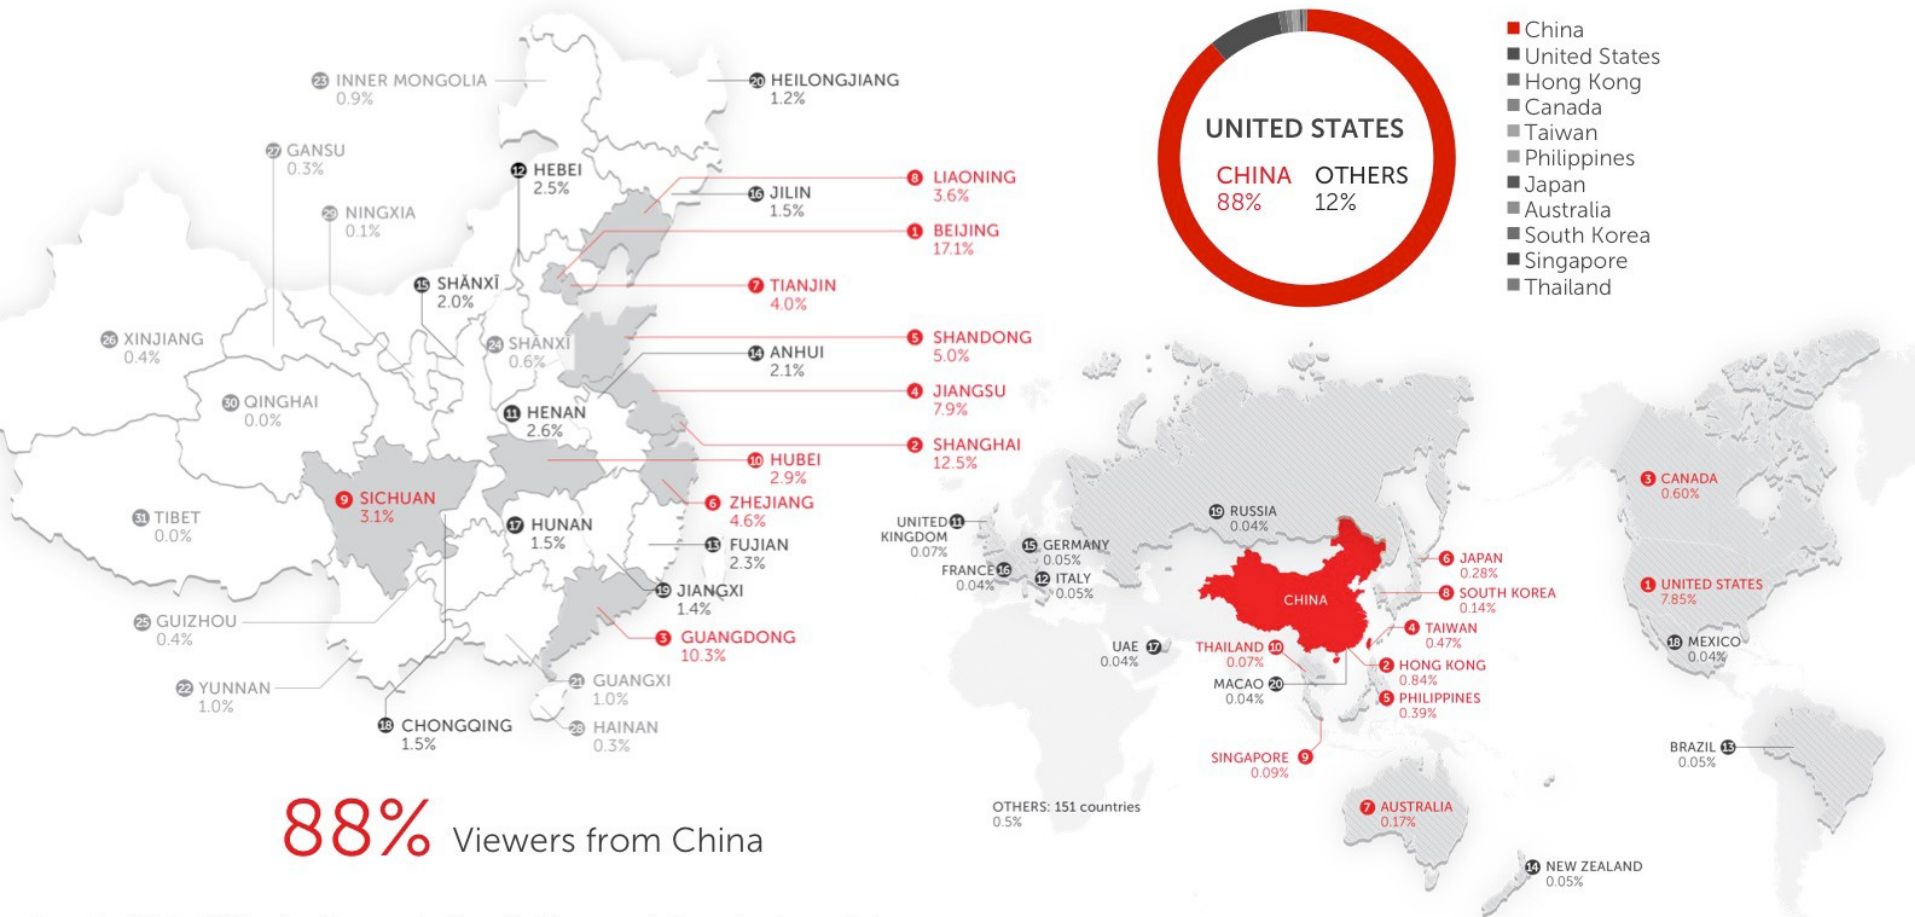 23 INNER MONGOLIA
0.9%
20 HEILONGJIANG
1.2%
27 GANSU
0.3%
12 HEBEI
2.5%
8 LIAONING
3.6%
16 JILIN
1.5%
29 NINGXIA
0.1%
1 BEIJING
17.1%
15 SHĂNXĪ
2.0%
7 TIANJIN
4.0%
26 XINJIANG
0.4%
24 SHĀNXĪ
0.6%
5 SHANDONG
5.0%
14 ANHUI
2.1%
30 QINGHAI
0.0%
4 JIANGSU
7.9%
11 HENAN
2.6%
2 SHANGHAI
12.5%
10 HUBEI
2.9%
9 SICHUAN
3.1%
6 ZHEJIANG
4.6%
31 TIBET
0.0%
17 HUNAN
1.5%
13 FUJIAN
2.3%
19 JIANGXI
1.4%
25 GUIZHOU
0.4%
3 GUANGDONG
10.3%
22 YUNNAN
1.0%
21 GUANGXI
1.0%
18 CHONGQING
1.5%
28 HAINAN
0.3%
88% Viewers from China
UNITED STATES
CHINA OTHERS
88% 12%
China
United States
Hong Kong
Canada
Taiwan
Philippines
Japan
Australia
South Korea
Singapore
Thailand
3 CANADA
0.60%
19 RUSSIA
0.04%
UNITED 11
KINGDOM
0.07%
15 GERMANY
0.05%
FRANCE 16
0.04%
12 ITALY
0.05%
6 JAPAN
0.28%
1 UNITED STATES
7.85%
CHINA
8 SOUTH KOREA
0.14%
4 TAIWAN
0.47%
18 MEXICO
0.04%
UAE 17
0.04%
THAILAND 10
0.07%
2 HONG KONG
0.84%
MACAO 20
0.04%
5 PHILIPPINES
0.39%
SINGAPORE 9
0.09%
BRAZIL 13
0.05%
OTHERS: 151 countries
0.5%
7 AUSTRALIA
0.17%
14 NEW ZEALAND
0.05%